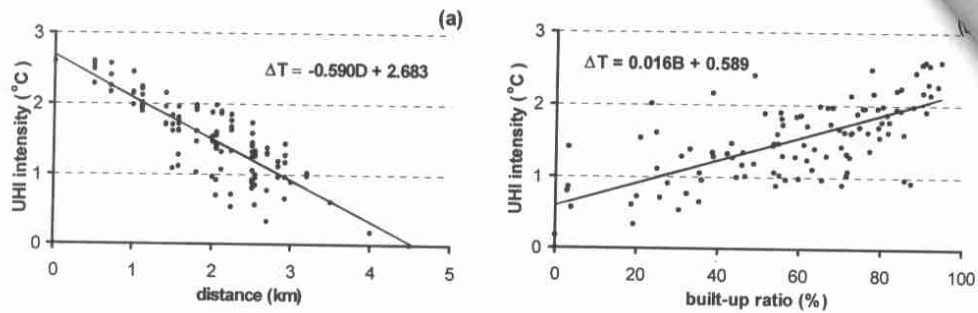 (a)
3
2
1
0
UHI intensity (°C)
ΔT = -0.590D + 2.683
0 1 2 3 4 5
distance (km)
3
2
1
0
UHI intensity (°C)
ΔT = 0.016B + 0.589
0 20 40 60 80 100
built-up ratio (%)